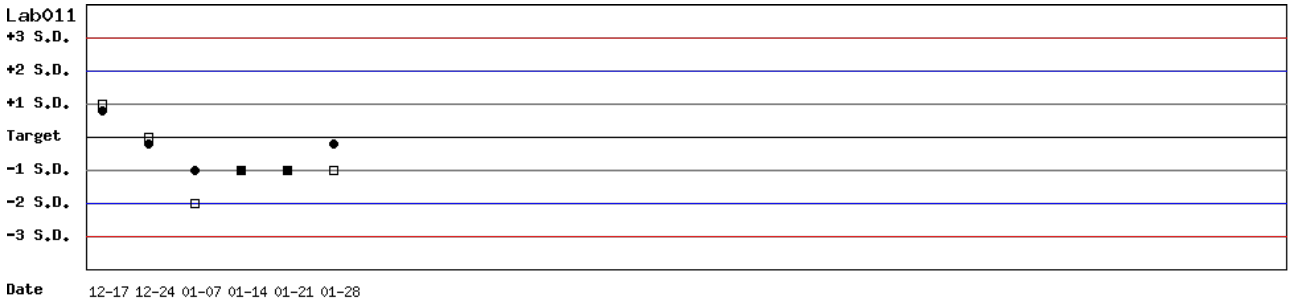 Lab011
+3 S.D.
+2 S.D.
+1 S.D.
Target
-1 S.D.
-2 S.D.
-3 S.D.
Date 12-17 12-24 01-07 01-14 01-21 01-28